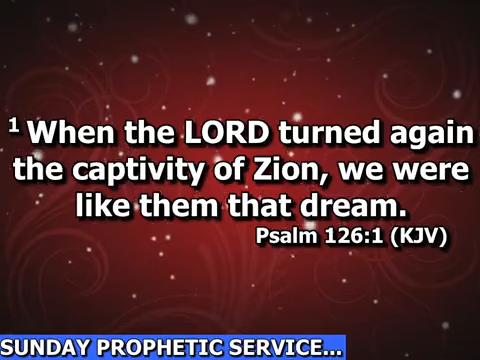 1 When the LORD turned again
the captivity of Zion, we were
like them that dream.
Psalm 126:1 (KJV)
SUNDAY PROPHETIC SERVICE...